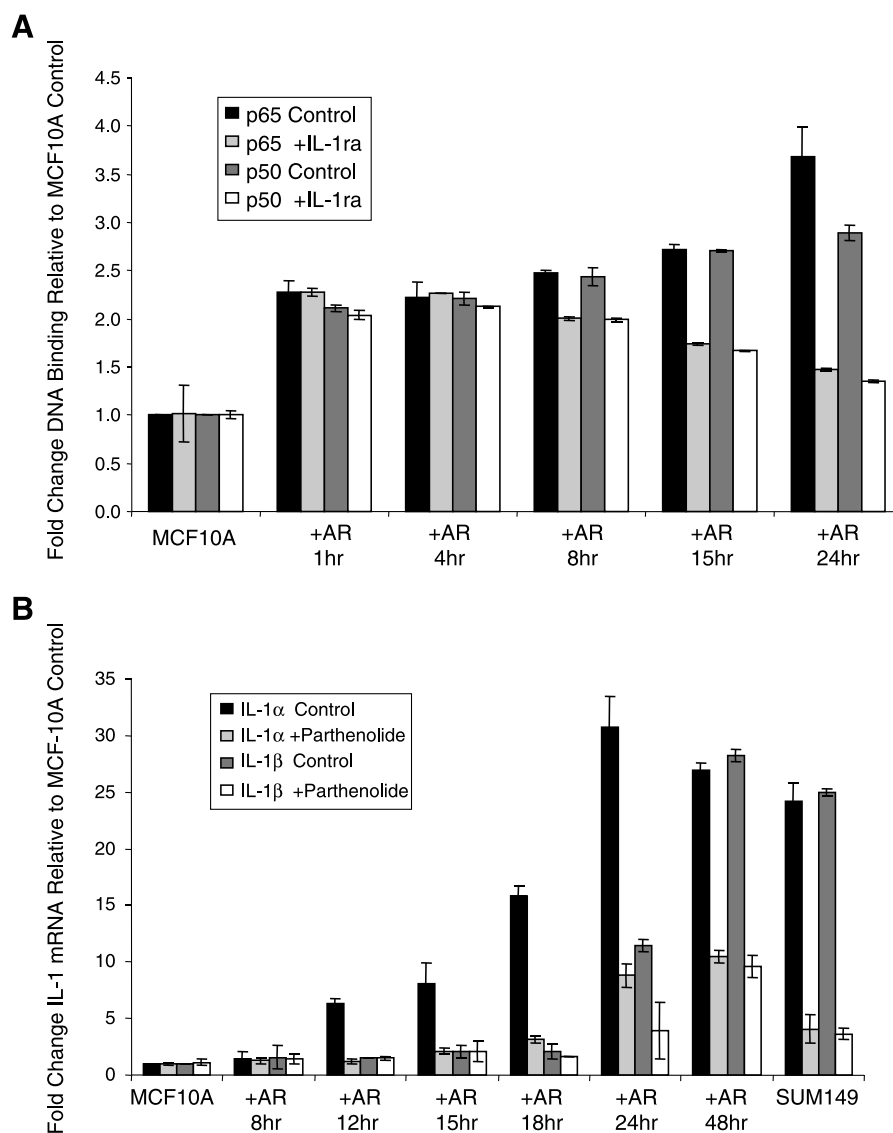 A
Fold Change DNA Binding Relative to MCF10A Control
4.5
4.0
3.5
3.0
2.5
2.0
1.5
1.0
0.5
0.0
p65 Control
p65 +IL-1ra
p50 Control
p50 +IL-1ra
MCF10A
+AR 1hr
+AR 4hr
+AR 8hr
+AR 15hr
+AR 24hr
B
Fold Change IL-1 mRNA Relative to MCF-10A Control
35
30
25
20
15
10
5
0
IL-1α Control
IL-1α +Parthenolide
IL-1β Control
IL-1β +Parthenolide
MCF10A
+AR 8hr
+AR 12hr
+AR 15hr
+AR 18hr
+AR 24hr
+AR 48hr
SUM149